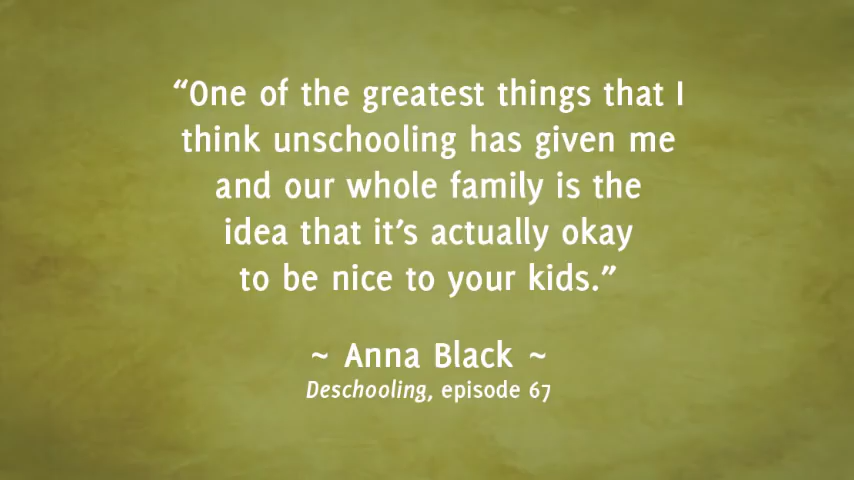 “One of the greatest things that I
think unschooling has given me
and our whole family is the
idea that it’s actually okay
to be nice to your kids.”
~ Anna Black ~
Deschooling, episode 67